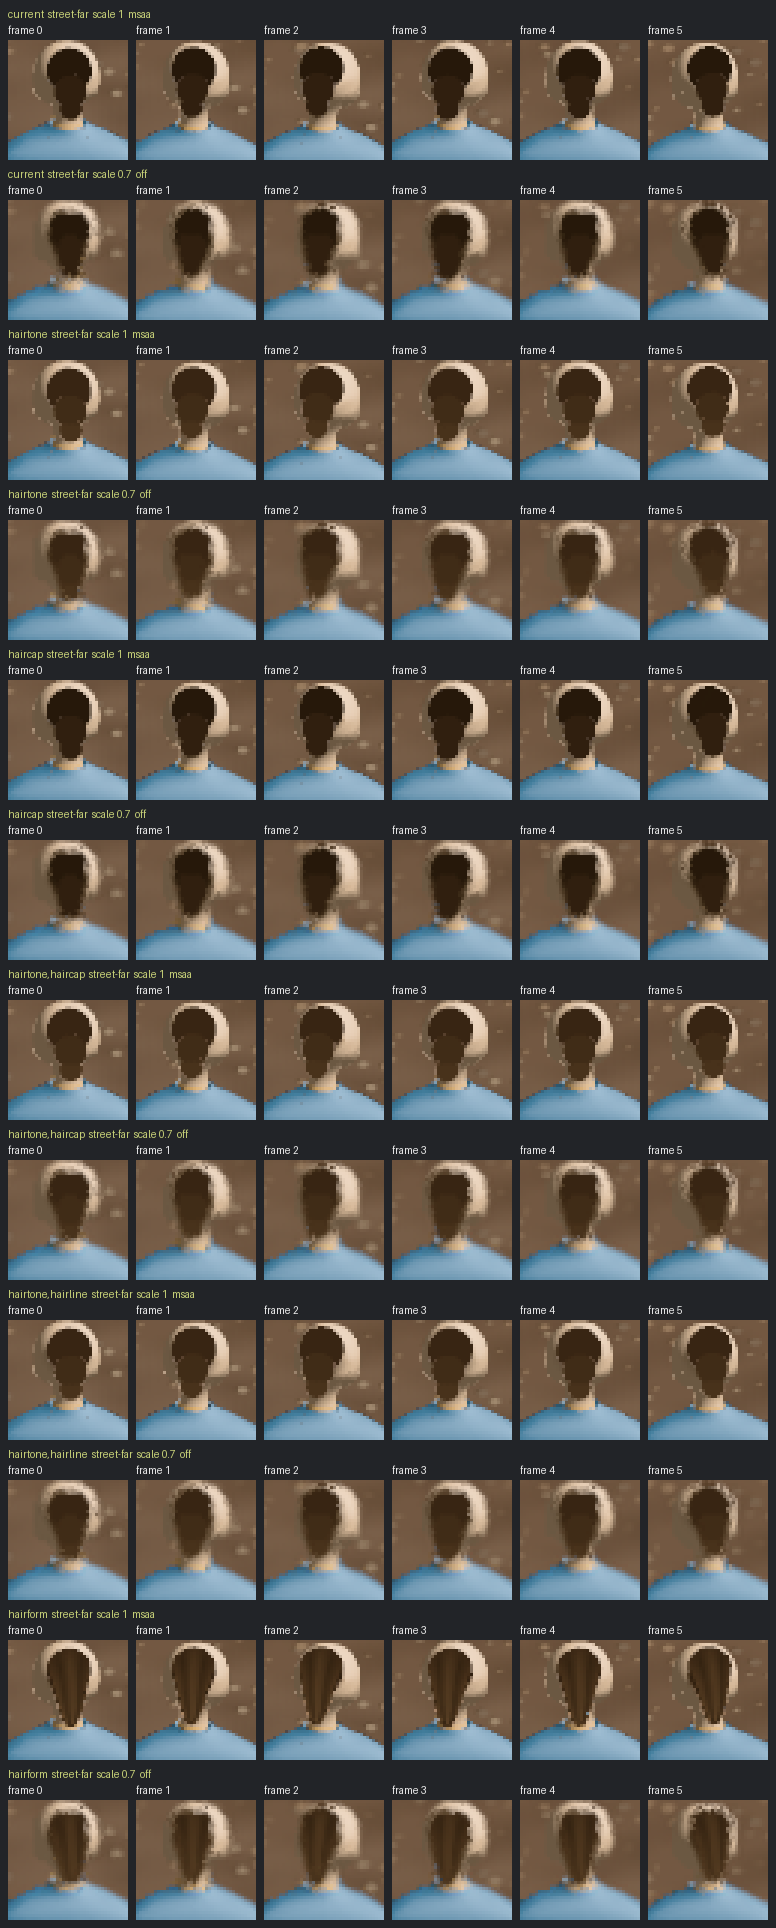 current street-far scale 1 msaa
frame 0 frame 1 frame 2 frame 3 frame 4 frame 5
current street-far scale 0.7 off
frame 0 frame 1 frame 2 frame 3 frame 4 frame 5
hairtone street-far scale 1 msaa
frame 0 frame 1 frame 2 frame 3 frame 4 frame 5
hairtone street-far scale 0.7 off
frame 0 frame 1 frame 2 frame 3 frame 4 frame 5
haircap street-far scale 1 msaa
frame 0 frame 1 frame 2 frame 3 frame 4 frame 5
haircap street-far scale 0.7 off
frame 0 frame 1 frame 2 frame 3 frame 4 frame 5
hairtone,haircap street-far scale 1 msaa
frame 0 frame 1 frame 2 frame 3 frame 4 frame 5
hairtone,haircap street-far scale 0.7 off
frame 0 frame 1 frame 2 frame 3 frame 4 frame 5
hairtone,hairline street-far scale 1 msaa
frame 0 frame 1 frame 2 frame 3 frame 4 frame 5
hairtone,hairline street-far scale 0.7 off
frame 0 frame 1 frame 2 frame 3 frame 4 frame 5
hairform street-far scale 1 msaa
frame 0 frame 1 frame 2 frame 3 frame 4 frame 5
hairform street-far scale 0.7 off
frame 0 frame 1 frame 2 frame 3 frame 4 frame 5